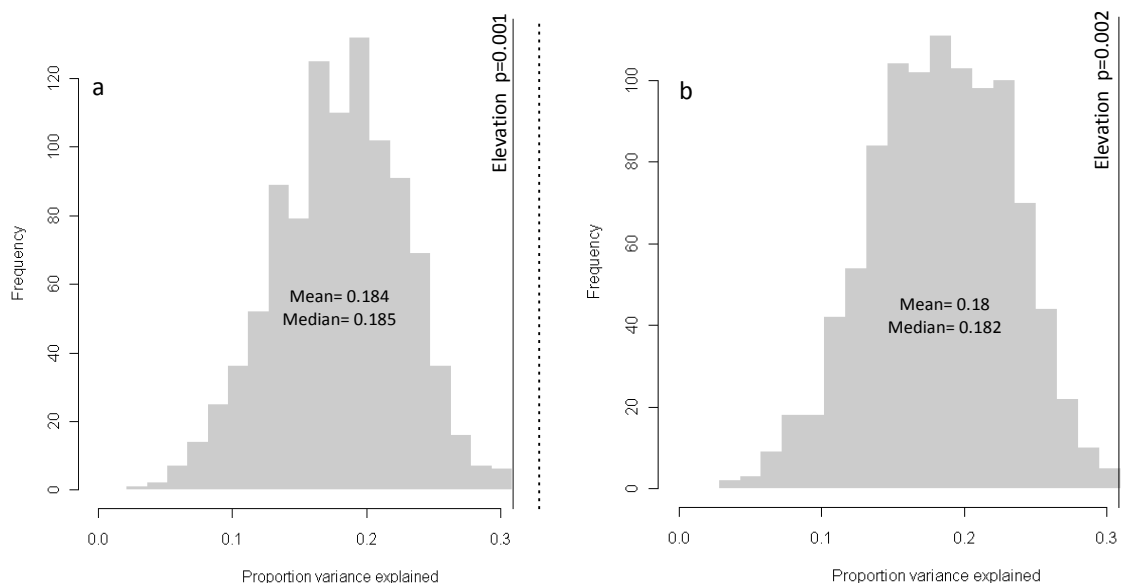 a
Elevation p=0.001
120
100
80
60
40
20
0
Frequency
Mean= 0.184
Median= 0.185
0.0 0.1 0.2 0.3
Proportion variance explained
b
Elevation p=0.002
100
80
60
40
20
0
Frequency
Mean= 0.18
Median= 0.182
0.0 0.1 0.2 0.3
Proportion variance explained